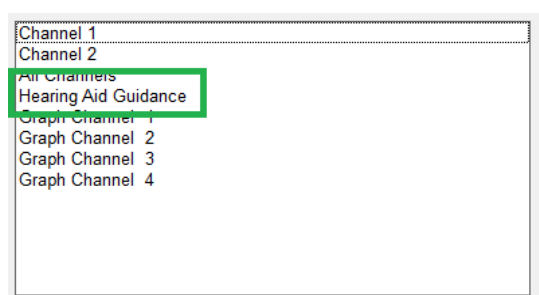 Channel 1
Channel 2
All Channels
Hearing Aid Guidance
Graph Channel 1
Graph Channel 2
Graph Channel 3
Graph Channel 4